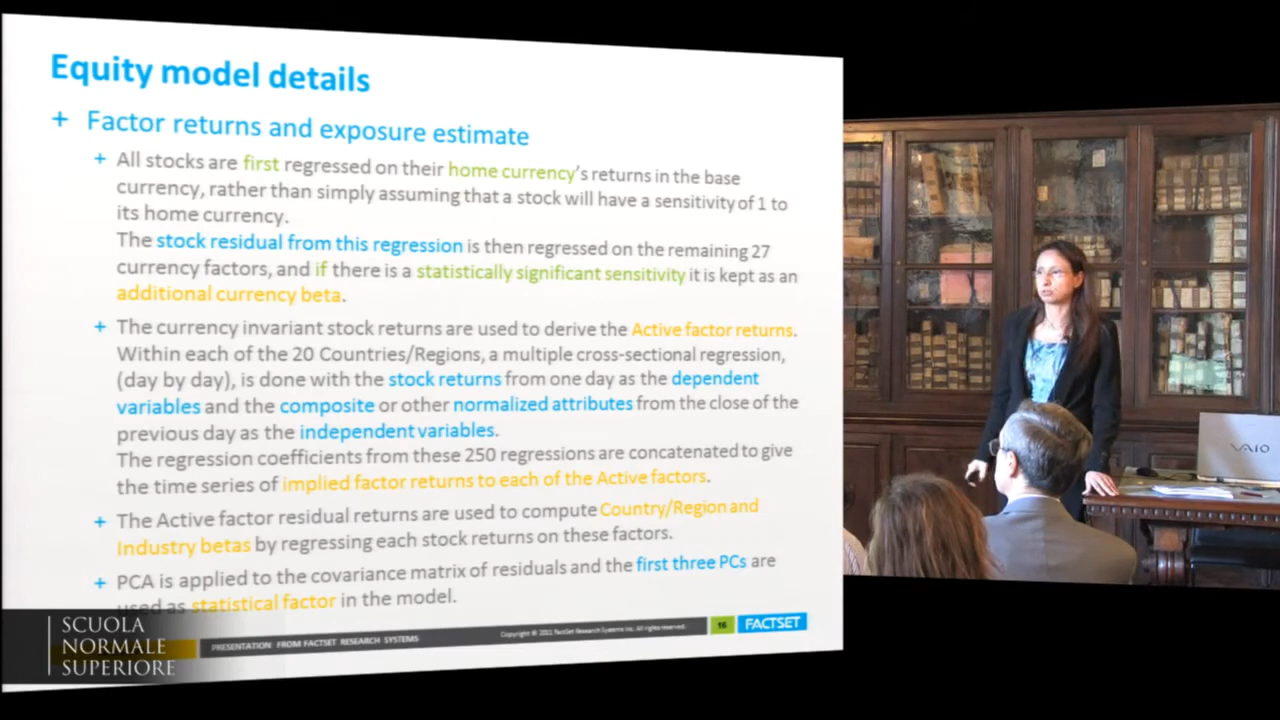 Equity model details
+ Factor returns and exposure estimate
+ All stocks are first regressed on their home currency's returns in the base
currency, rather than simply assuming that a stock will have a sensitivity of 1 to
its home currency.
The stock residual from this regression is then regressed on the remaining 27
currency factors, and if there is a statistically significant sensitivity it is kept as an
additional currency beta.
+ The currency invariant stock returns are used to derive the Active factor returns.
Within each of the 20 Countries/Regions, a multiple cross-sectional regression,
(day by day), is done with the stock returns from one day as the dependent
variables and the composite or other normalized attributes from the close of the
previous day as the independent variables.
The regression coefficients from these 250 regressions are concatenated to give
the time series of implied factor returns to each of the Active factors.
+ The Active factor residual returns are used to compute Country/Region and
Industry betas by regressing each stock returns on these factors.
+ PCA is applied to the covariance matrix of residuals and the first three PCs are
used as statistical factor in the model.
PRESENTATION FROM FACTSET RESEARCH SYSTEMS
Copyright © 2011 FactSet Research Systems Inc. All rights reserved.
16
FACTSET
SCUOLA
NORMALE
SUPERIORE
VAIO